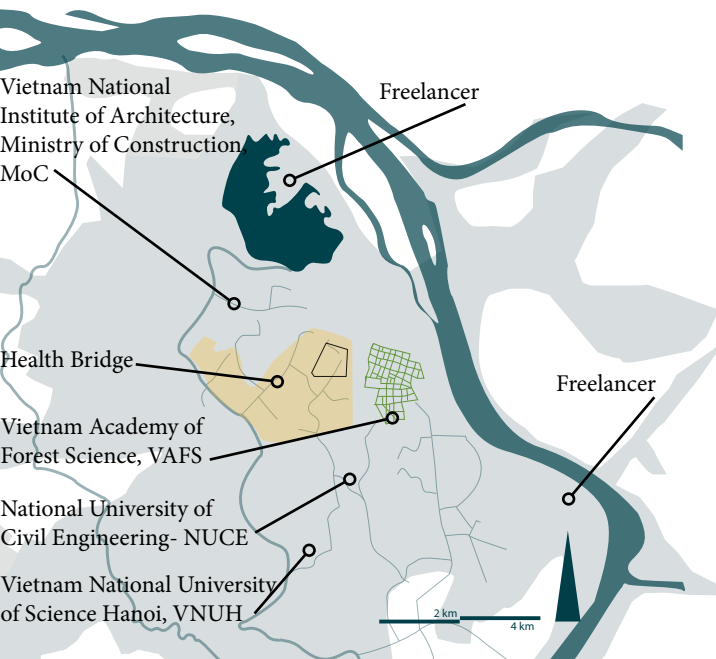 Vietnam National
Institute of Architecture,
Ministry of Construction,
MoC
Freelancer
Health Bridge
Freelancer
Vietnam Academy of
Forest Science, VAFS
National University of
Civil Engineering- NUCE
Vietnam National University
of Science Hanoi, VNUH
2 km
4 km